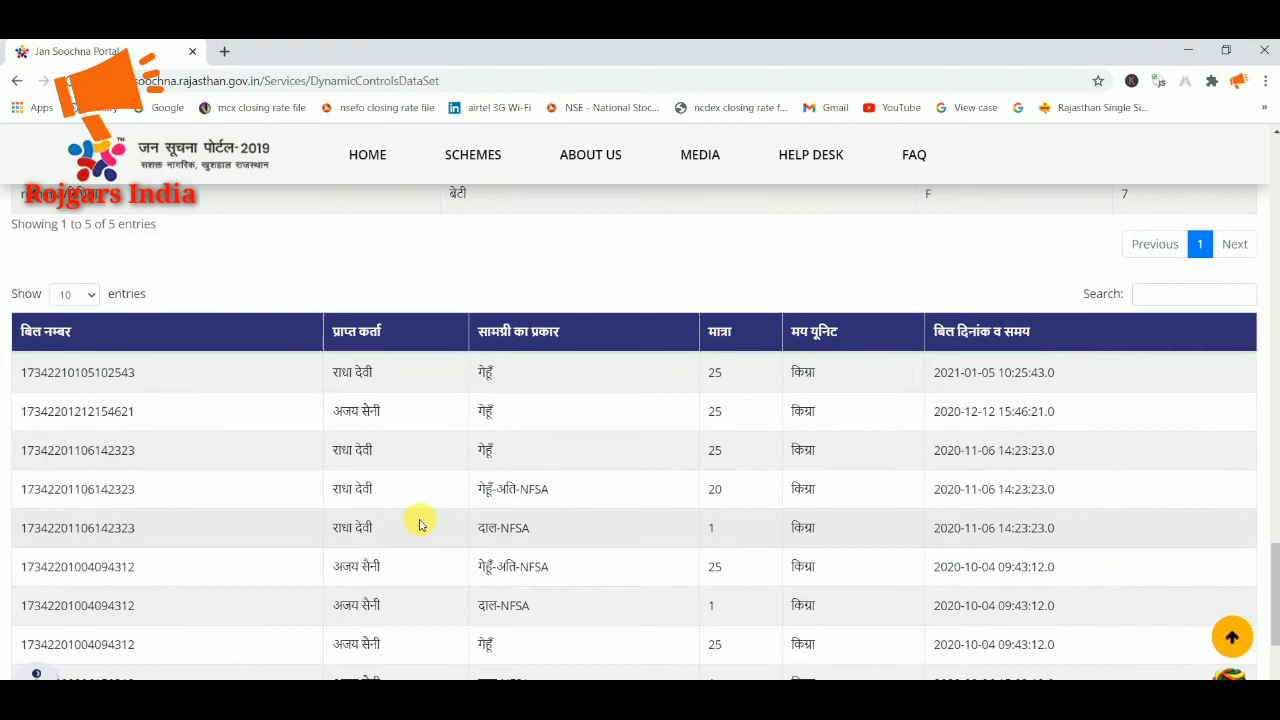 Jan Soochna Portal
soochna.rajasthan.gov.in/Services/DynamicControlsDataSet
Apps Google mcx closing rate file nsefo closing rate file airtel 3G Wi-Fi NSE - National Stoc... ncdex closing rate f... Gmail YouTube View case Rajasthan Single Si...
जन सूचना पोर्टल-2019
सशक्त नागरिक, खुशहाल राजस्थान
HOME SCHEMES ABOUT US MEDIA HELP DESK FAQ
Rojgars India
बेटी F 7
Showing 1 to 5 of 5 entries
Previous 1 Next
Show 10 entries Search:
बिल नम्बर प्राप्त कर्ता सामग्री का प्रकार मात्रा मय यूनिट बिल दिनांक व समय
17342210105102543 राधा देवी गेहूँ 25 किग्रा 2021-01-05 10:25:43.0
17342201212154621 अजय सैनी गेहूँ 25 किग्रा 2020-12-12 15:46:21.0
17342201106142323 राधा देवी गेहूँ 25 किग्रा 2020-11-06 14:23:23.0
17342201106142323 राधा देवी गेहूँ-अति-NFSA 20 किग्रा 2020-11-06 14:23:23.0
17342201106142323 राधा देवी दाल-NFSA 1 किग्रा 2020-11-06 14:23:23.0
17342201004094312 अजय सैनी गेहूँ-अति-NFSA 25 किग्रा 2020-10-04 09:43:12.0
17342201004094312 अजय सैनी दाल-NFSA 1 किग्रा 2020-10-04 09:43:12.0
17342201004094312 अजय सैनी गेहूँ 25 किग्रा 2020-10-04 09:43:12.0